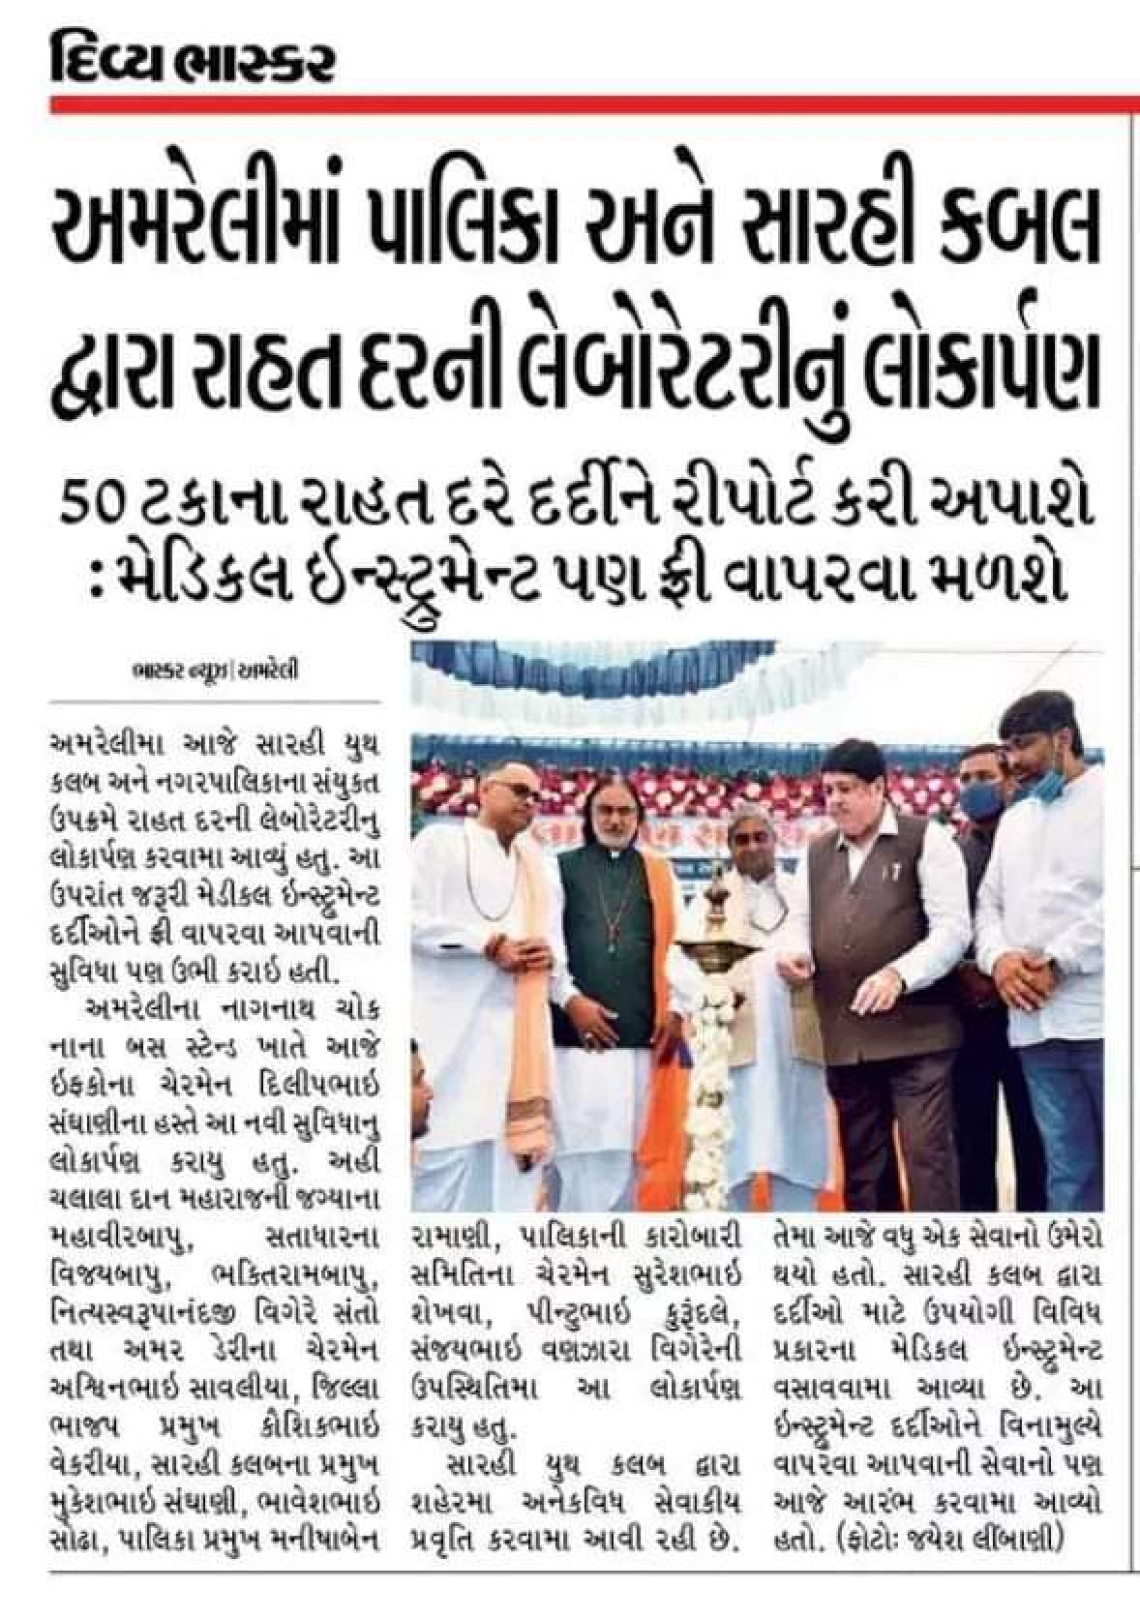 દિવ્ય ભાસ્કર
અમરેલીમાં પાલિકા અને સારહી કબલ
દ્વારા રાહત દરની લેબોરેટરીનું લોકાર્પણ
50 ટકાના રાહત દરે દર્દીને રીપોર્ટ કરી અપાશે
: મેડિકલ ઇન્સ્ટ્રુમેન્ટ પણ ફ્રી વાપરવા મળશે
ભાસ્કર ન્યૂઝ|અમરેલી
અમરેલીમા આજે સારહી યુથ
કલબ અને નગરપાલિકાના સંયુકત
ઉપક્રમે રાહત દરની લેબોરેટરીનુ
લોકાર્પણ કરવામા આવ્યું હતુ. આ
ઉપરાંત જરૂરી મેડીકલ ઇન્સ્ટ્રુમેન્ટ
દર્દીઓને ફ્રી વાપરવા આપવાની
સુવિધા પણ ઉભી કરાઇ હતી.
અમરેલીના નાગનાથ ચોક
નાના બસ સ્ટેન્ડ ખાતે આજે
ઇફકોના ચેરમેન દિલીપભાઇ
સંઘાણીના હસ્તે આ નવી સુવિધાનુ
લોકાર્પણ કરાયુ હતુ. અહી
ચલાલા દાન મહારાજની જગ્યાના
મહાવીરબાપુ, સતાધારના
વિજયબાપુ, ભકિતરામબાપુ,
નિત્યસ્વરૂપાનંદજી વિગેરે સંતો
તથા અમર ડેરીના ચેરમેન
અશ્વિનભાઇ સાવલીયા, જિલ્લા
ભાજપ પ્રમુખ કૌશિકભાઇ
વેકરીયા, સારહી કલબના પ્રમુખ
મુકેશભાઇ સંઘાણી, ભાવેશભાઇ
સોઢા, પાલિકા પ્રમુખ મનીષાબેન
રામાણી, પાલિકાની કારોબારી
સમિતિના ચેરમેન સુરેશભાઇ
શેખવા, પીન્ટુભાઇ કુરૂંદલે,
સંજયભાઇ વણઝારા વિગેરેની
ઉપસ્થિતિમા આ લોકાર્પણ
કરાયુ હતુ.
સારહી યુથ કલબ દ્વારા
શહેરમા અનેકવિધ સેવાકીય
પ્રવૃતિ કરવામા આવી રહી છે.
તેમા આજે વધુ એક સેવાનો ઉમેરો
થયો હતો. સારહી કલબ દ્વારા
દર્દીઓ માટે ઉપયોગી વિવિધ
પ્રકારના મેડિકલ ઇન્સ્ટ્રુમેન્ટ
વસાવવામા આવ્યા છે. આ
ઇન્સ્ટ્રુમેન્ટ દર્દીઓને વિનામુલ્યે
વાપરવા આપવાની સેવાનો પણ
આજે આરંભ કરવામા આવ્યો
હતો. (ફોટોઃ જયેશ લીંબાણી)